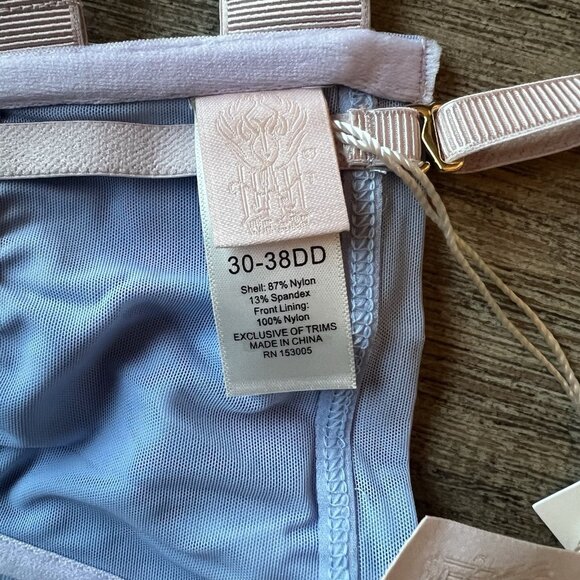 30-38DD
Shell: 87% Nylon
13% Spandex
Front Lining:
100% Nylon
EXCLUSIVE OF TRIMS
MADE IN CHINA
RN 153005